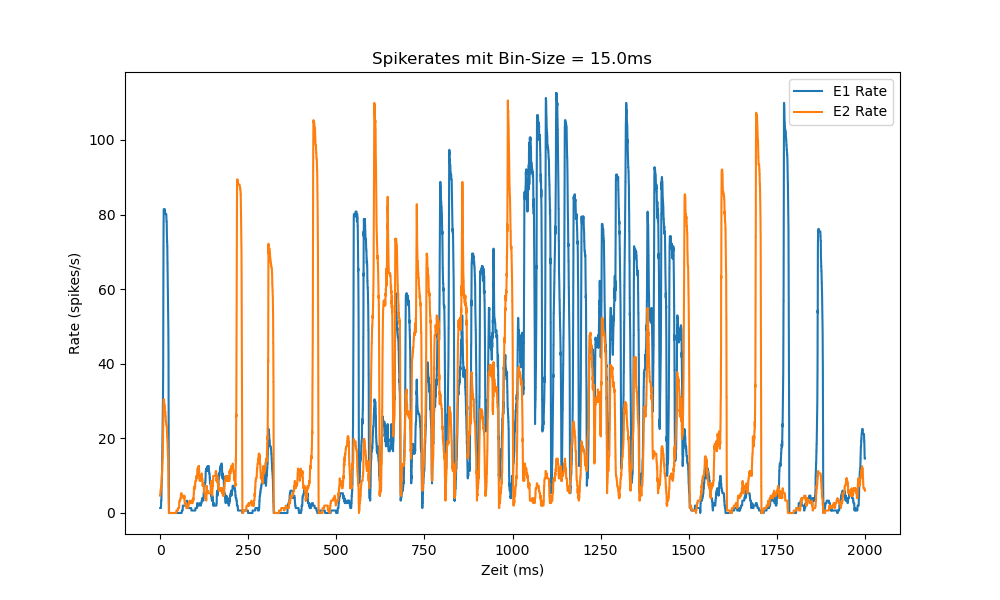 Spikerates mit Bin-Size = 15.0ms
E1 Rate
E2 Rate
100
80
60
40
20
0
Rate (spikes/s)
0 250 500 750 1000 1250 1500 1750 2000
Zeit (ms)